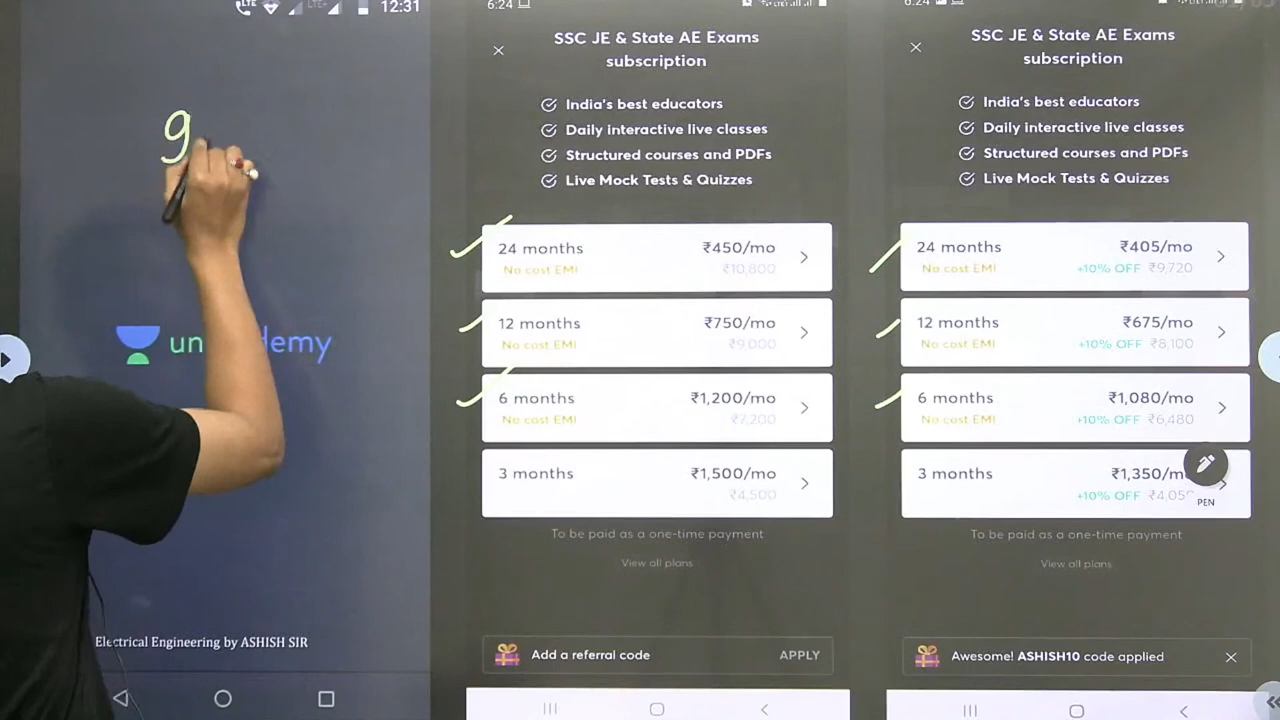 LTE LTE 12:31
9
Electrical Engineering by ASHISH SIR
6:24
SSC JE & State AE Exams
subscription
India's best educators
Daily interactive live classes
Structured courses and PDFs
Live Mock Tests & Quizzes
24 months ₹450/mo
No cost EMI ₹10,800
12 months ₹750/mo
No cost EMI ₹9,000
6 months ₹1,200/mo
No cost EMI ₹7,200
3 months ₹1,500/mo
₹4,500
To be paid as a one-time payment
View all plans
Add a referral code APPLY
6:24
SSC JE & State AE Exams
subscription
India's best educators
Daily interactive live classes
Structured courses and PDFs
Live Mock Tests & Quizzes
24 months ₹405/mo
No cost EMI +10% OFF ₹9,720
12 months ₹675/mo
No cost EMI +10% OFF ₹8,100
6 months ₹1,080/mo
No cost EMI +10% OFF ₹6,480
3 months ₹1,350/m
+10% OFF
PEN
To be paid as a one-time payment
View all plans
Awesome! ASHISH10 code applied